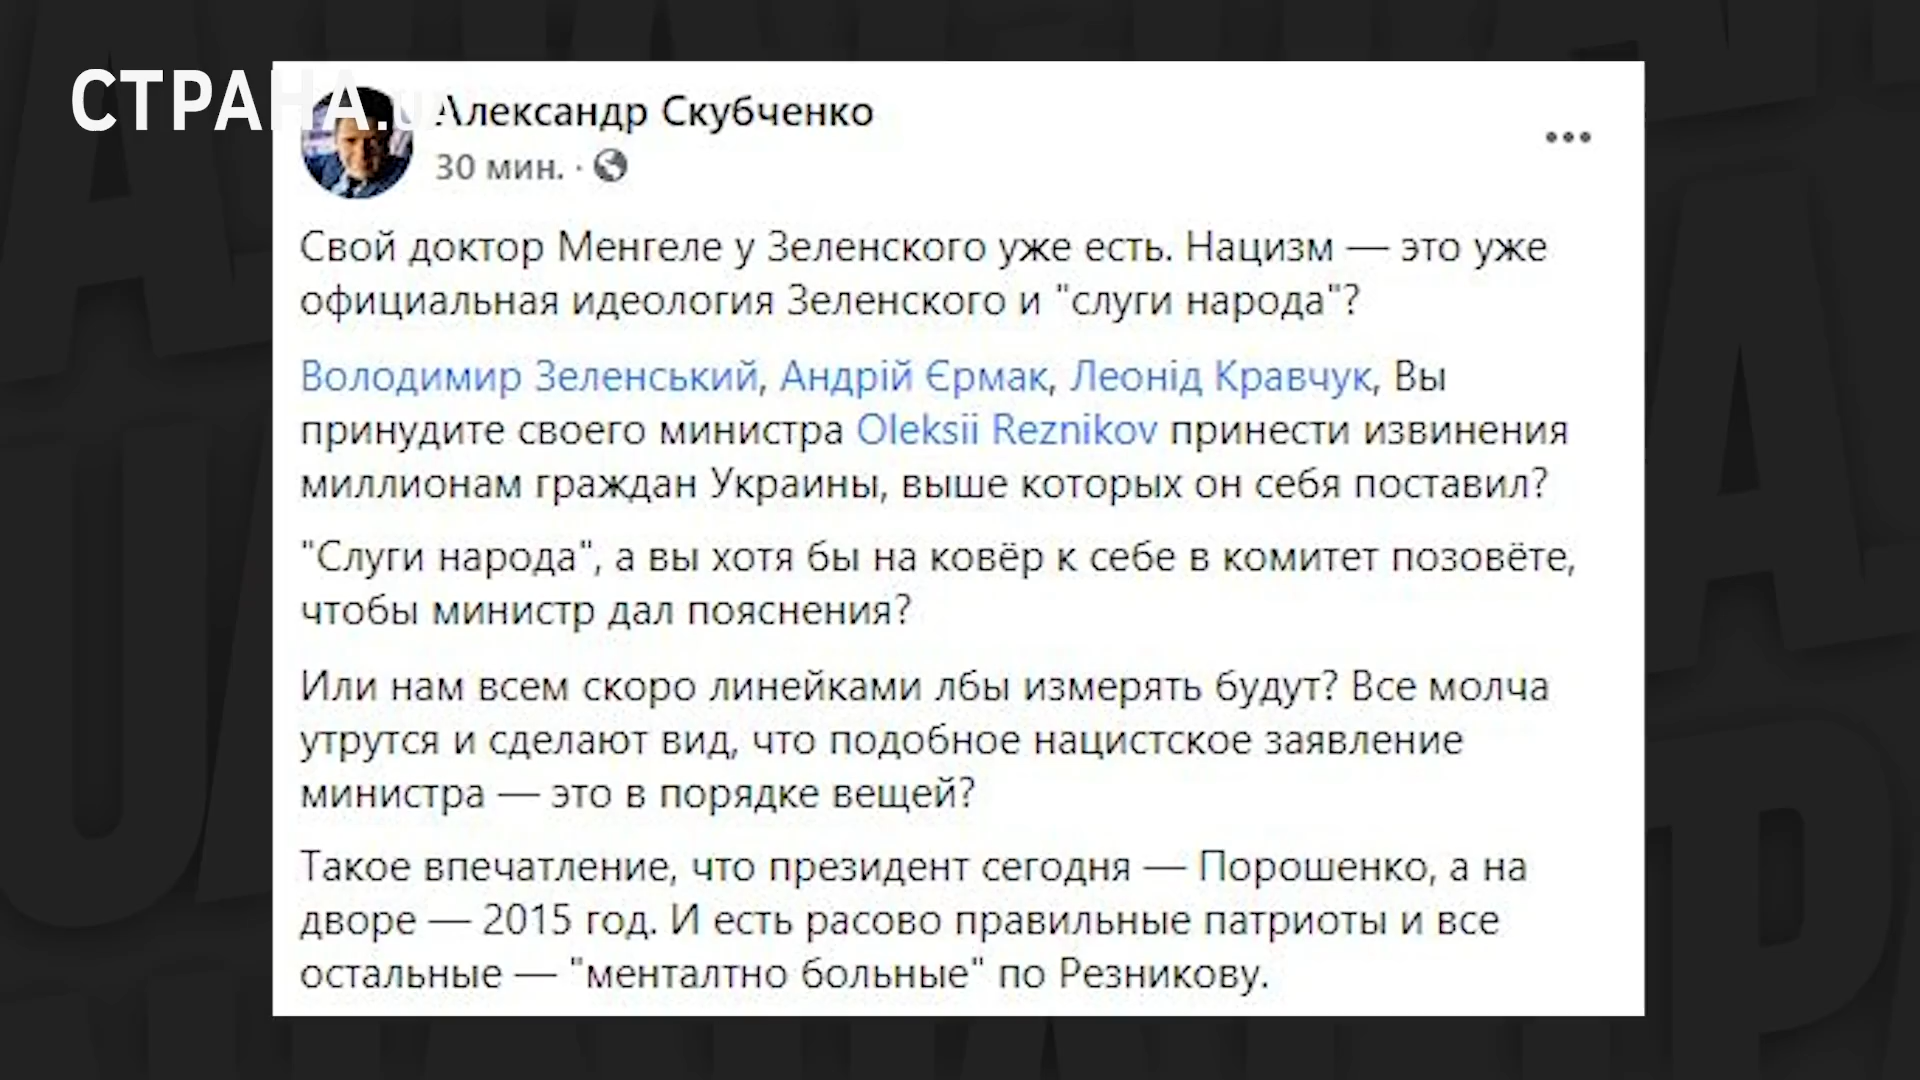 СТРАНА.ua
Александр Скубченко
30 мин. ·
Свой доктор Менгеле у Зеленского уже есть. Нацизм — это уже
официальная идеология Зеленского и "слуги народа"?
Володимир Зеленський, Андрій Єрмак, Леонід Кравчук, Вы
принудите своего министра Oleksii Reznikov принести извинения
миллионам граждан Украины, выше которых он себя поставил?
"Слуги народа", а вы хотя бы на ковёр к себе в комитет позовёте,
чтобы министр дал пояснения?
Или нам всем скоро линейками лбы измерять будут? Все молча
утрутся и сделают вид, что подобное нацистское заявление
министра — это в порядке вещей?
Такое впечатление, что президент сегодня — Порошенко, а на
дворе — 2015 год. И есть расово правильные патриоты и все
остальные — "менталтно больные" по Резникову.